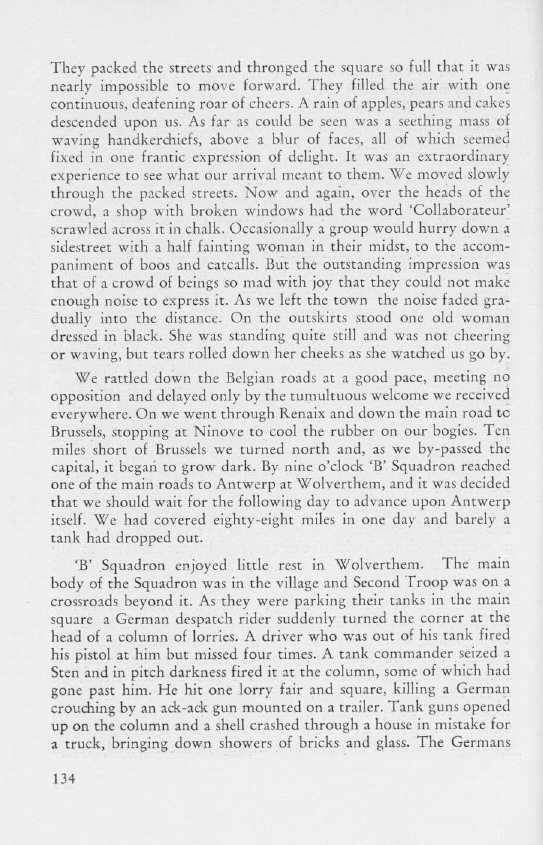 They packed the streets and thronged the square so full that it was
nearly impossible to move forward. They filled the air with one
continuous, deafening roar of cheers. A rain of apples, pears and cakes
descended upon us. As far as could be seen was a seething mass of
waving handkerchiefs, above a blur of faces, all of which seemed
fixed in one frantic expression of delight. It was an extraordinary
experience to see what our arrival meant to them. We moved slowly
through the packed streets. Now and again, over the heads of the
crowd, a shop with broken windows had the word ‘Collaborateur’
scrawled across it in chalk. Occasionally a group would hurry down a
sidestreet with a half fainting woman in their midst, to the accom-
paniment of boos and catcalls. But the outstanding impression was
that of a crowd of beings so mad with joy that they could not make
enough noise to express it. As we left the town the noise faded gra-
dually into the distance. On the outskirts stood one old woman
dressed in black. She was standing quite still and was not cheering
or waving, but tears rolled down her cheeks as she watched us go by.
We rattled down the Belgian roads at a good pace, meeting no
opposition and delayed only by the tumultuous welcome we received
everywhere. On we went through Renaix and down the main road to
Brussels, stopping at Ninove to cool the rubber on our bogies. Ten
miles short of Brussels we turned north and, as we by-passed the
capital, it began to grow dark. By nine o’clock ‘B’ Squadron reached
one of the main roads to Antwerp at Wolverthem, and it was decided
that we should wait for the following day to advance upon Antwerp
itself. We had covered eighty-eight miles in one day and barely a
tank had dropped out.
‘B’ Squadron enjoyed little rest in Wolverthem. The main
body of the Squadron was in the village and Second Troop was on a
crossroads beyond it. As they were parking their tanks in the main
square a German despatch rider suddenly turned the corner at the
head of a column of lorries. A driver who was out of his tank fired
his pistol at him but missed four times. A tank commander seized a
Sten and in pitch darkness fired it at the column, some of which had
gone past him. He hit one lorry fair and square, killing a German
crouching by an ack-ack gun mounted on a trailer. Tank guns opened
up on the column and a shell crashed through a house in mistake for
a truck, bringing down showers of bricks and glass. The Germans
134